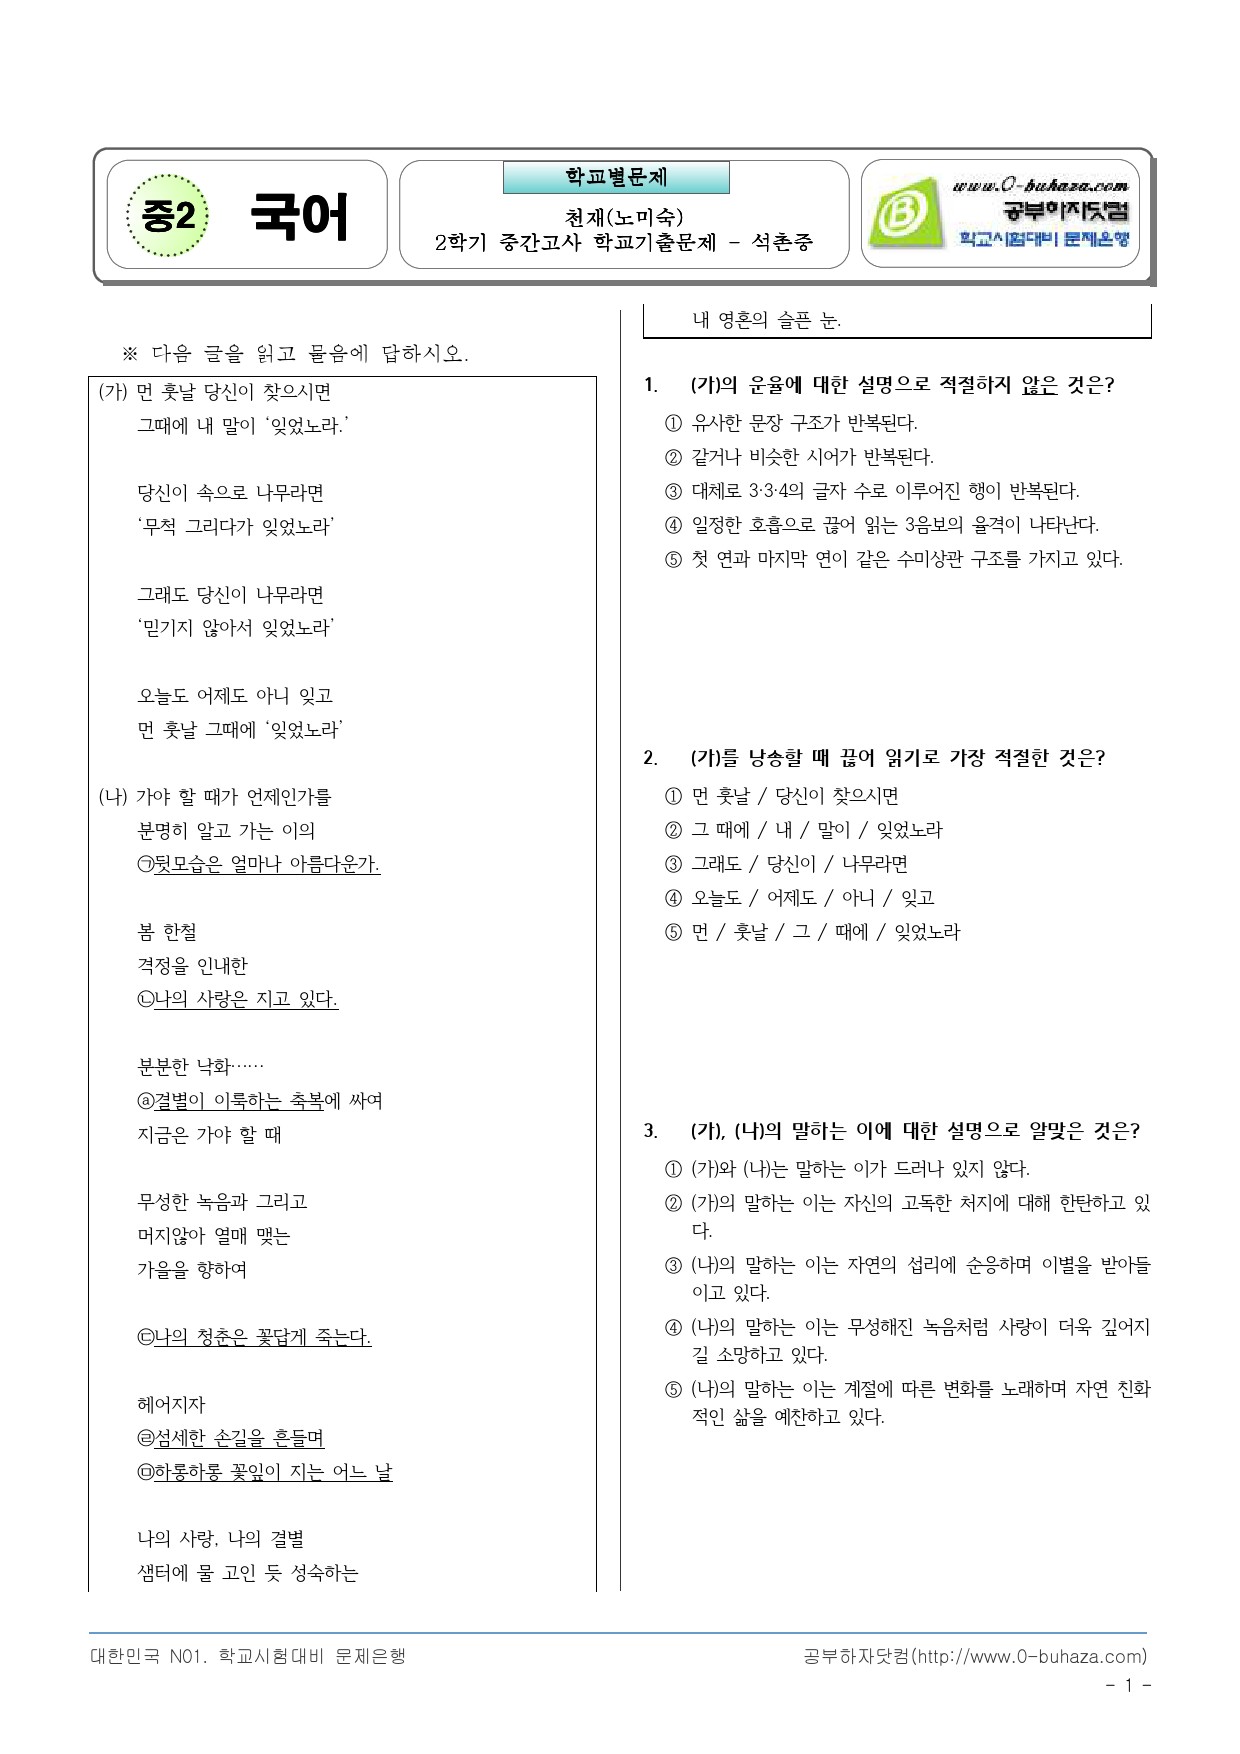 중2 국어
학교별문제
천재(노미숙)
2학기 중간고사 학교기출문제 - 석촌중
www.0-buhaza.com
공부하자닷컴
학교시험대비 문제은행
※ 다음 글을 읽고 물음에 답하시오.
(가) 먼 훗날 당신이 찾으시면
그때에 내 말이 ‘잊었노라.’
당신이 속으로 나무라면
‘무척 그리다가 잊었노라’
그래도 당신이 나무라면
‘믿기지 않아서 잊었노라’
오늘도 어제도 아니 잊고
먼 훗날 그때에 ‘잊었노라’
(나) 가야 할 때가 언제인가를
분명히 알고 가는 이의
㉠뒷모습은 얼마나 아름다운가.
봄 한철
격정을 인내한
㉡나의 사랑은 지고 있다.
분분한 낙화……
ⓐ결별이 이룩하는 축복에 싸여
지금은 가야 할 때
무성한 녹음과 그리고
머지않아 열매 맺는
가을을 향하여
㉢나의 청춘은 꽃답게 죽는다.
헤어지자
㉣섬세한 손길을 흔들며
㉤하롱하롱 꽃잎이 지는 어느 날
나의 사랑, 나의 결별
샘터에 물 고인 듯 성숙하는
내 영혼의 슬픈 눈.
1. (가)의 운율에 대한 설명으로 적절하지 않은 것은?
① 유사한 문장 구조가 반복된다.
② 같거나 비슷한 시어가 반복된다.
③ 대체로 3·3·4의 글자 수로 이루어진 행이 반복된다.
④ 일정한 호흡으로 끊어 읽는 3음보의 율격이 나타난다.
⑤ 첫 연과 마지막 연이 같은 수미상관 구조를 가지고 있다.
2. (가)를 낭송할 때 끊어 읽기로 가장 적절한 것은?
① 먼 훗날 / 당신이 찾으시면
② 그 때에 / 내 / 말이 / 잊었노라
③ 그래도 / 당신이 / 나무라면
④ 오늘도 / 어제도 / 아니 / 잊고
⑤ 먼 / 훗날 / 그 / 때에 / 잊었노라
3. (가), (나)의 말하는 이에 대한 설명으로 알맞은 것은?
① (가)와 (나)는 말하는 이가 드러나 있지 않다.
② (가)의 말하는 이는 자신의 고독한 처지에 대해 한탄하고 있
다.
③ (나)의 말하는 이는 자연의 섭리에 순응하며 이별을 받아들
이고 있다.
④ (나)의 말하는 이는 무성해진 녹음처럼 사랑이 더욱 깊어지
길 소망하고 있다.
⑤ (나)의 말하는 이는 계절에 따른 변화를 노래하며 자연 친화
적인 삶을 예찬하고 있다.
대한민국 N01. 학교시험대비 문제은행
공부하자닷컴(http://www.0-buhaza.com)
- 1 -